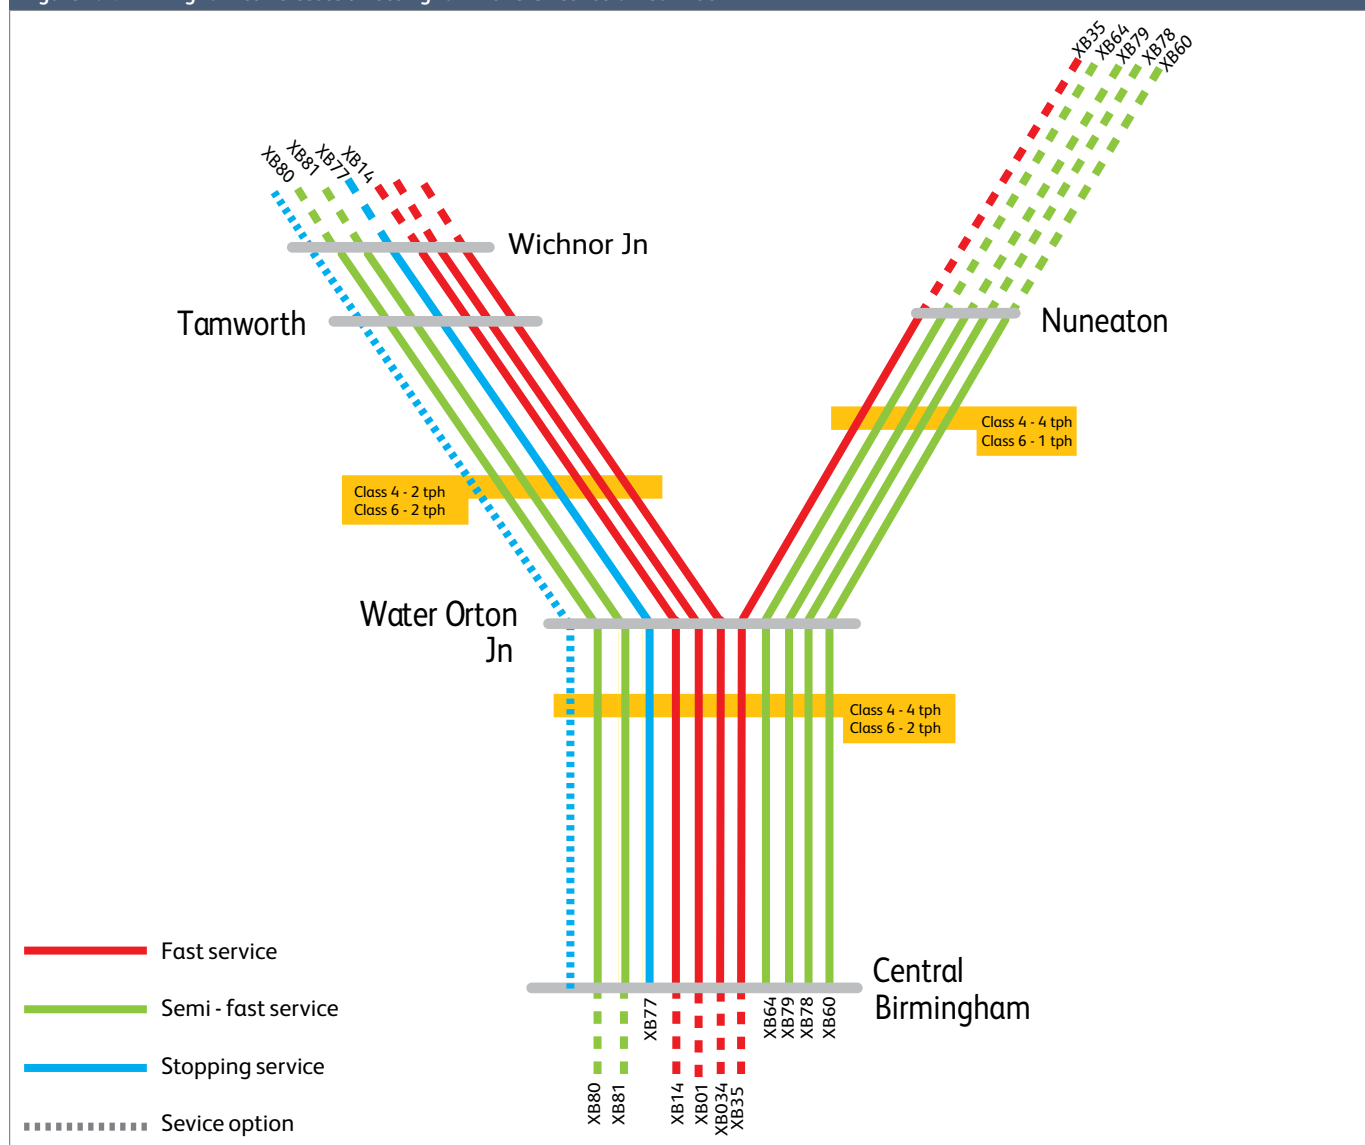 XB35
XB64
XB79
XB78
XB60
XB80
XB81
XB77
XB14
Wichnor Jn
Tamworth
Nuneaton
Class 4 - 4 tph
Class 6 - 1 tph
Class 4 - 2 tph
Class 6 - 2 tph
Water Orton
Jn
Class 4 - 4 tph
Class 6 - 2 tph
Fast service
Central
Birmingham
Semi - fast service
XB77
XB64
XB79
XB78
XB60
Stopping service
XB80
XB81
XB14
XB01
XB034
XB35
Sevice option